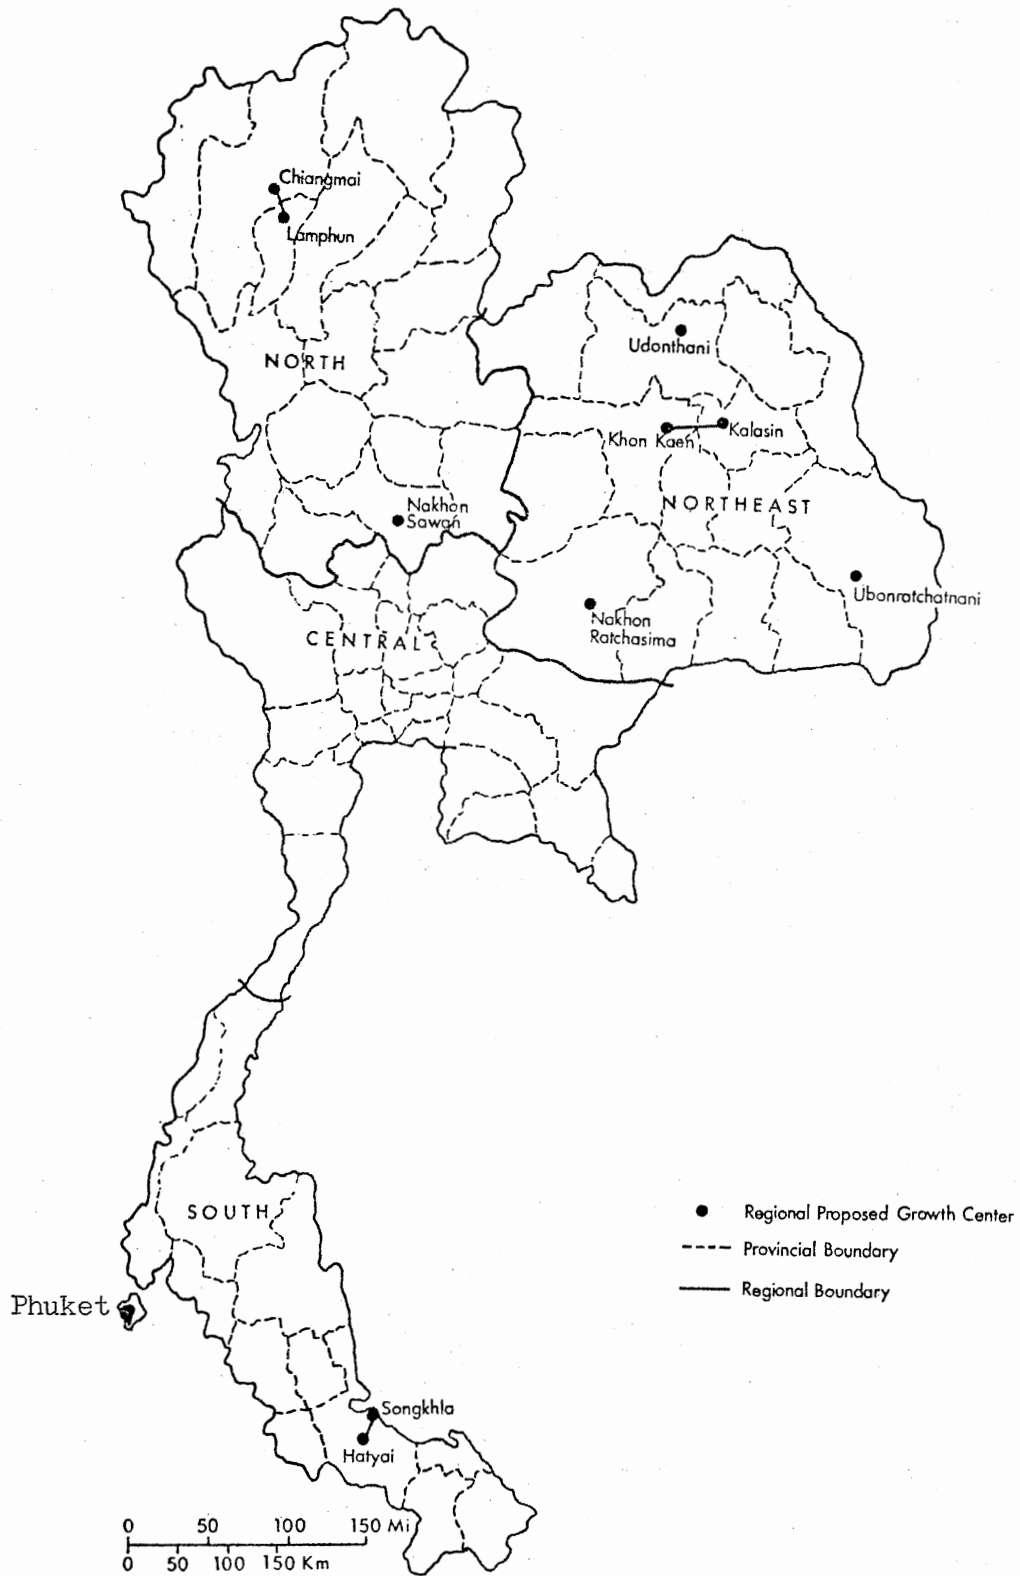 Chiangmai
Lamphun
NORTH
Udonthani
Khon Kaen
Kalasin
NORTHEAST
Nakhon
Sawan
Ubonratchatnani
Nakhon
Ratchasima
CENTRAL
SOUTH
Regional Proposed Growth Center
Provincial Boundary
Regional Boundary
Phuket
Songkhla
Hatyai
0 50 100 150 Mi
0 50 100 150 Km